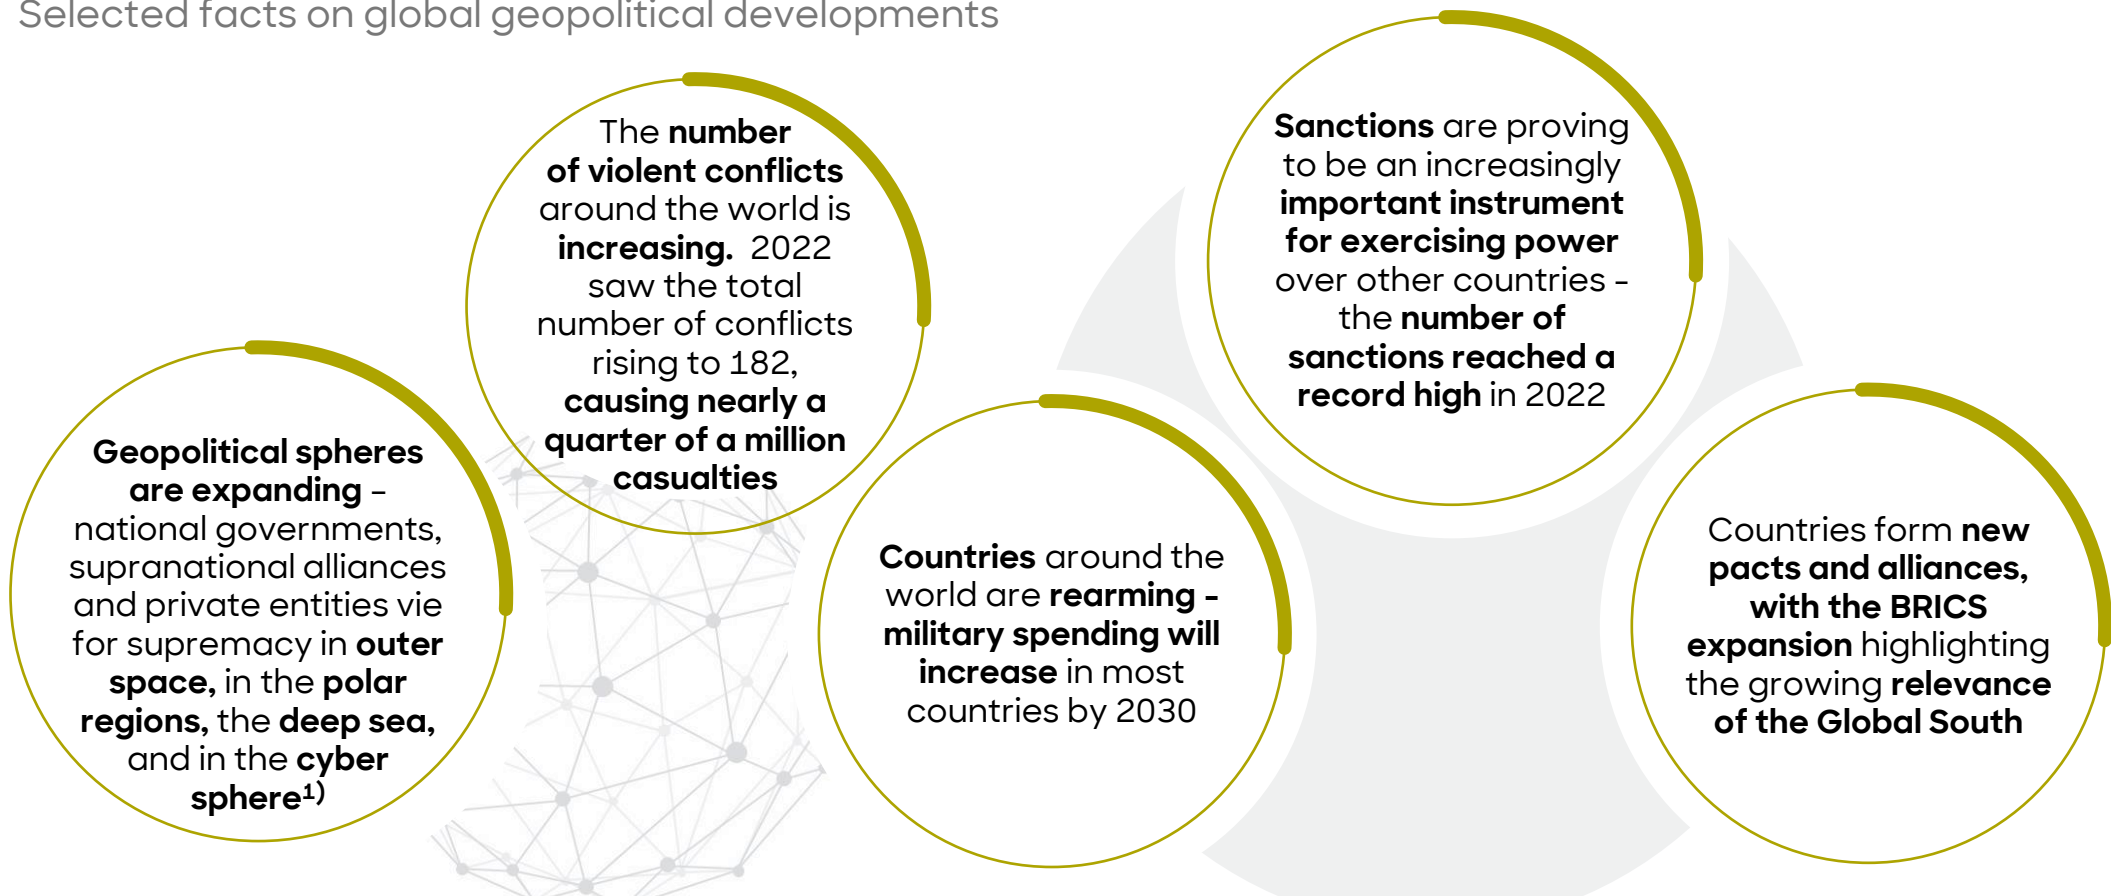 Selected facts on global geopolitical developments
Geopolitical spheres
are expanding –
national governments,
supranational alliances
and private entities vie
for supremacy in outer
space, in the polar
regions, the deep sea,
and in the cyber
sphere¹⁾
The number
of violent conflicts
around the world is
increasing. 2022
saw the total
number of conflicts
rising to 182,
causing nearly a
quarter of a million
casualties
Countries around the
world are rearming -
military spending will
increase in most
countries by 2030
Sanctions are proving
to be an increasingly
important instrument
for exercising power
over other countries -
the number of
sanctions reached a
record high in 2022
Countries form new
pacts and alliances,
with the BRICS
expansion highlighting
the growing relevance
of the Global South